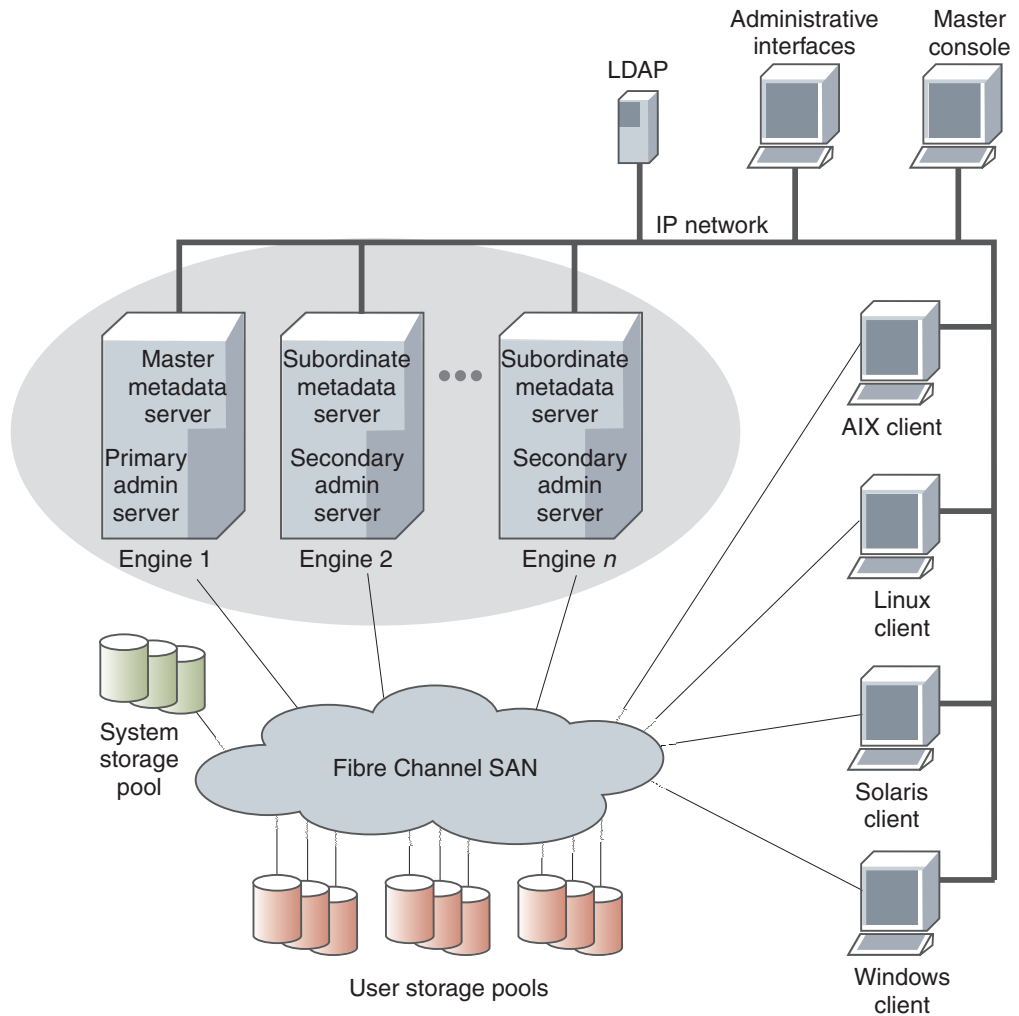 Administrative
interfaces
Master
console
LDAP
IP network
Master
metadata
server
Primary
admin
server
Engine 1
Subordinate
metadata
server
Secondary
admin
server
Engine 2
Subordinate
metadata
server
Secondary
admin
server
Engine n
AIX client
Linux
client
Solaris
client
Windows
client
System
storage
pool
Fibre Channel SAN
User storage pools